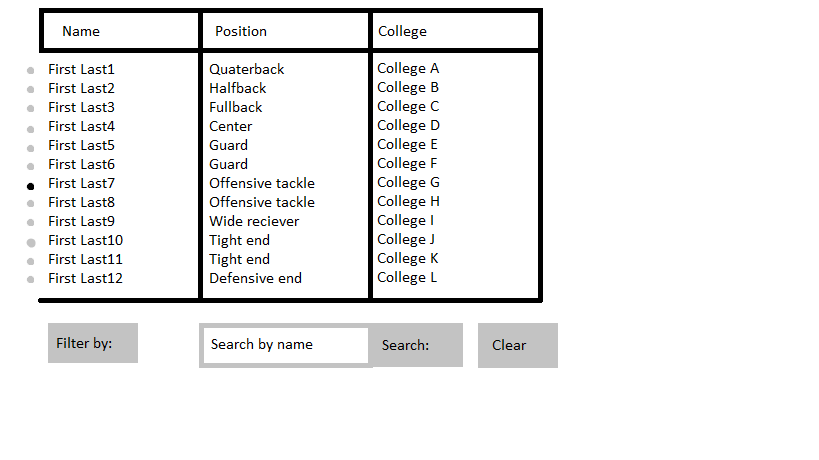 Name Position College
First Last1 Quaterback College A
First Last2 Halfback College B
First Last3 Fullback College C
First Last4 Center College D
First Last5 Guard College E
First Last6 Guard College F
First Last7 Offensive tackle College G
First Last8 Offensive tackle College H
First Last9 Wide reciever College I
First Last10 Tight end College J
First Last11 Tight end College K
First Last12 Defensive end College L
Filter by: Search by name Search: Clear